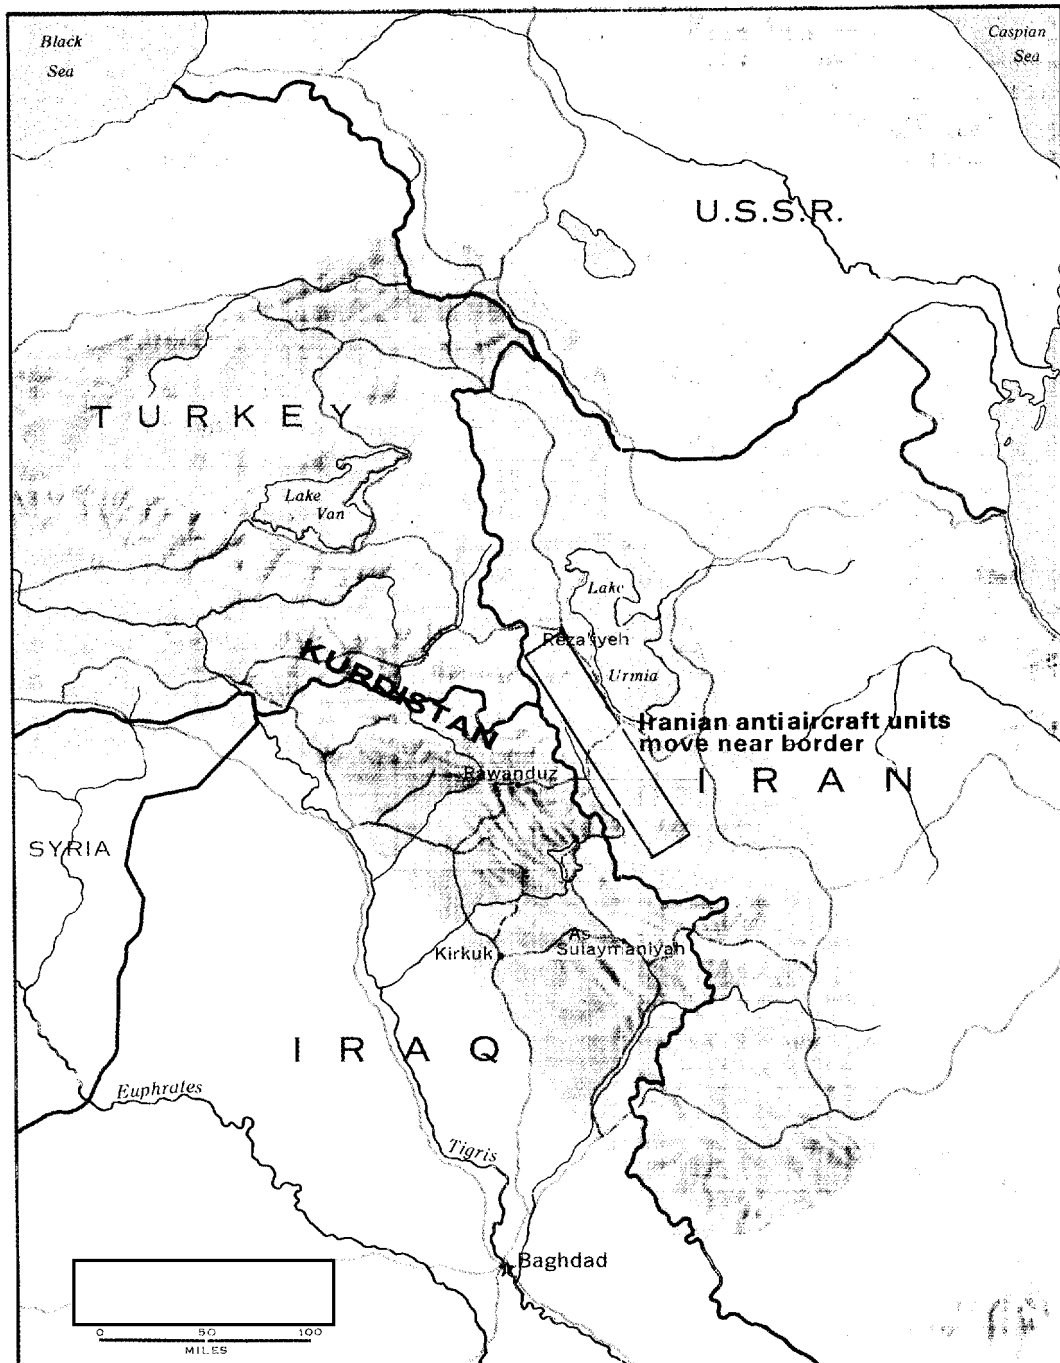 Black
Sea
Caspian
Sea
U.S.S.R.
TURKEY
Lake
Van
Lake
Reza'iyeh
Urmia
KURDISTAN
Iranian antiaircraft units
move near border
Rawanduz
IRAN
SYRIA
As
Sulaymaniyah
Kirkuk
IRAQ
Euphrates
Tigris
Baghdad
0 50 100
MILES